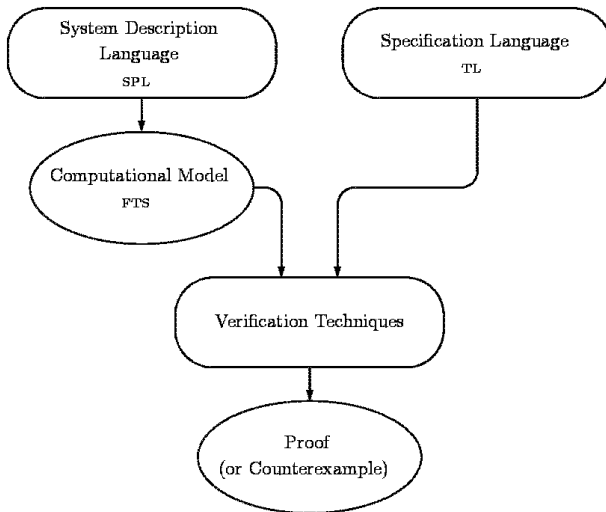 System Description
Language
SPL
Specification Language
TL
Computational Model
FTS
Verification Techniques
Proof
(or Counterexample)